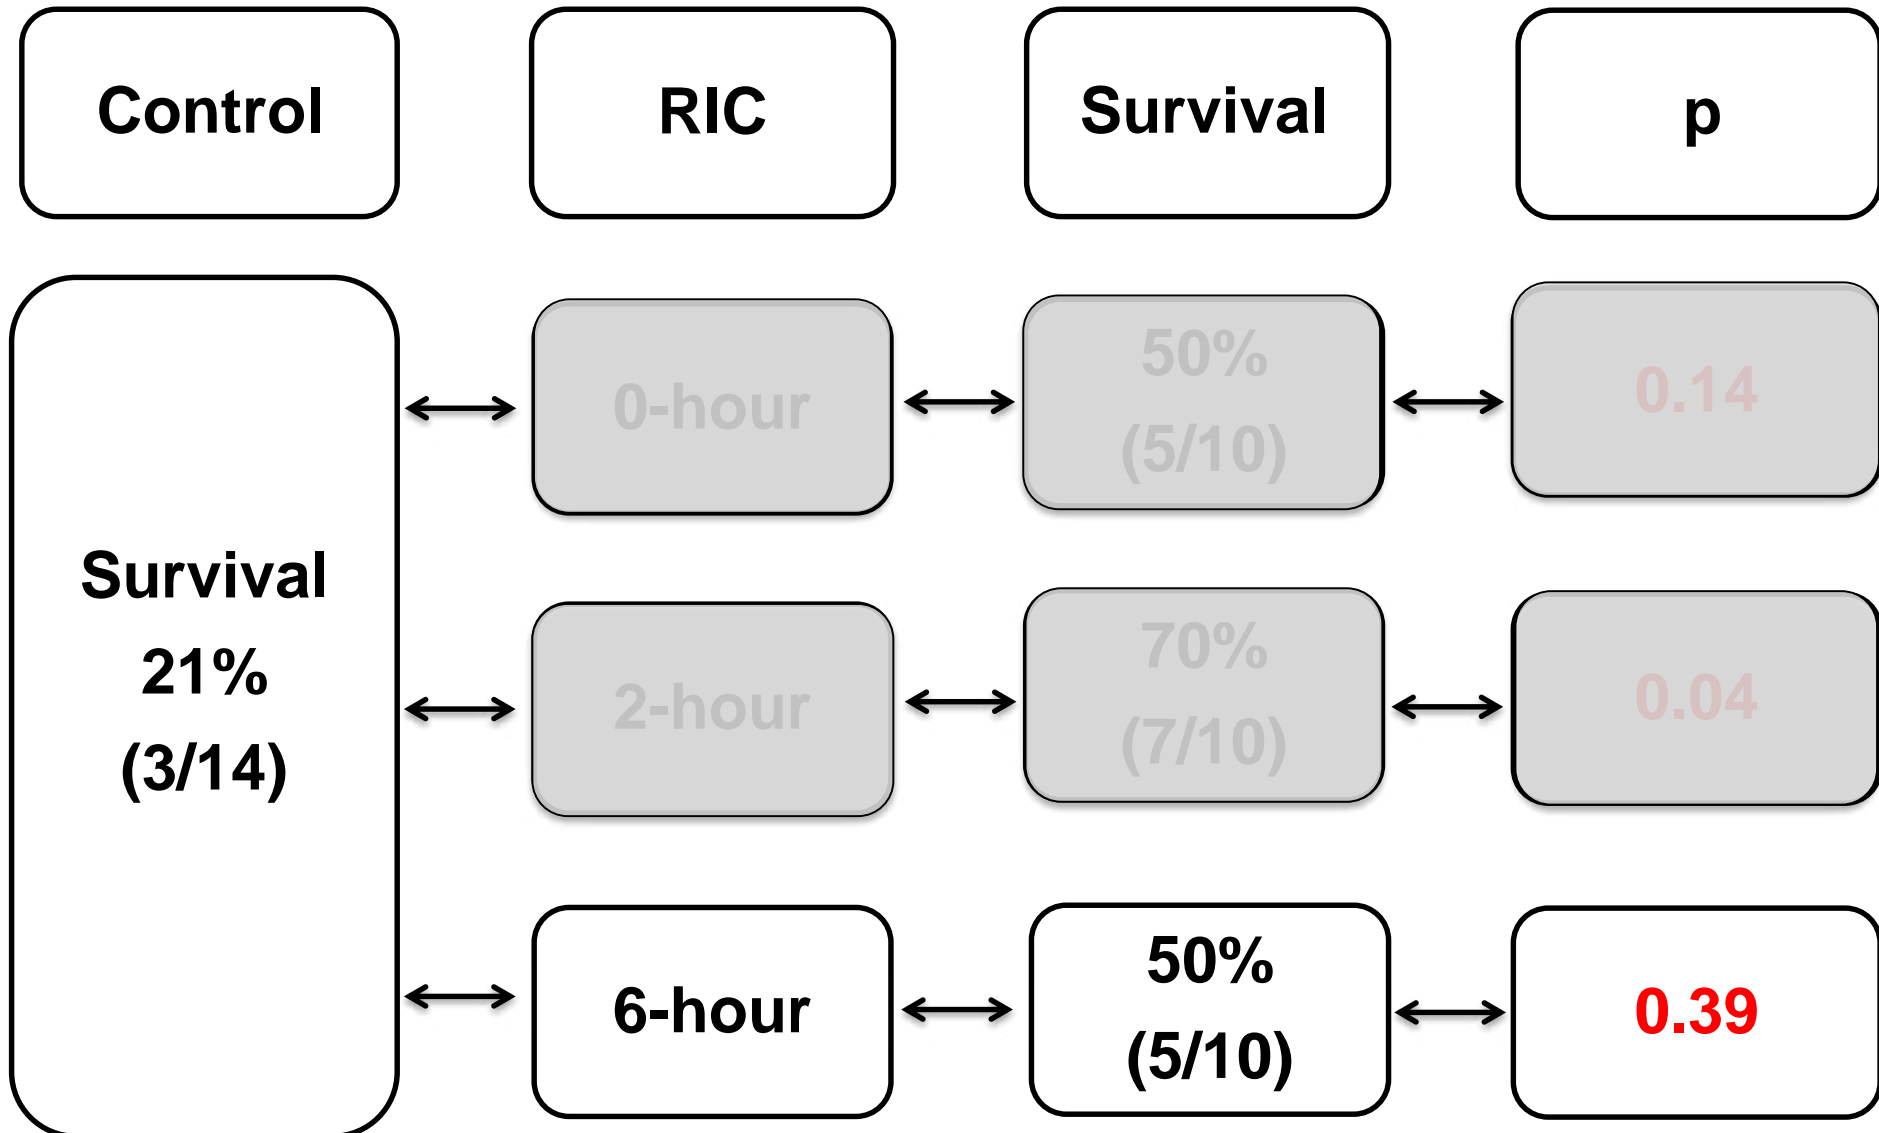 Control
RIC
Survival
p
Survival
21%
(3/14)
0-hour
50%
(5/10)
0.14
2-hour
70%
(7/10)
0.04
6-hour
50%
(5/10)
0.39